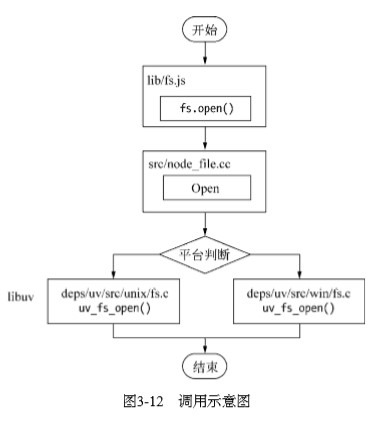 开始
lib/fs.js
fs.open()
src/node_file.cc
Open
平台判断
libuv
deps/uv/src/unix/fs.c
uv_fs_open()
deps/uv/src/win/fs.c
uv_fs_open()
结束
图3-12 调用示意图